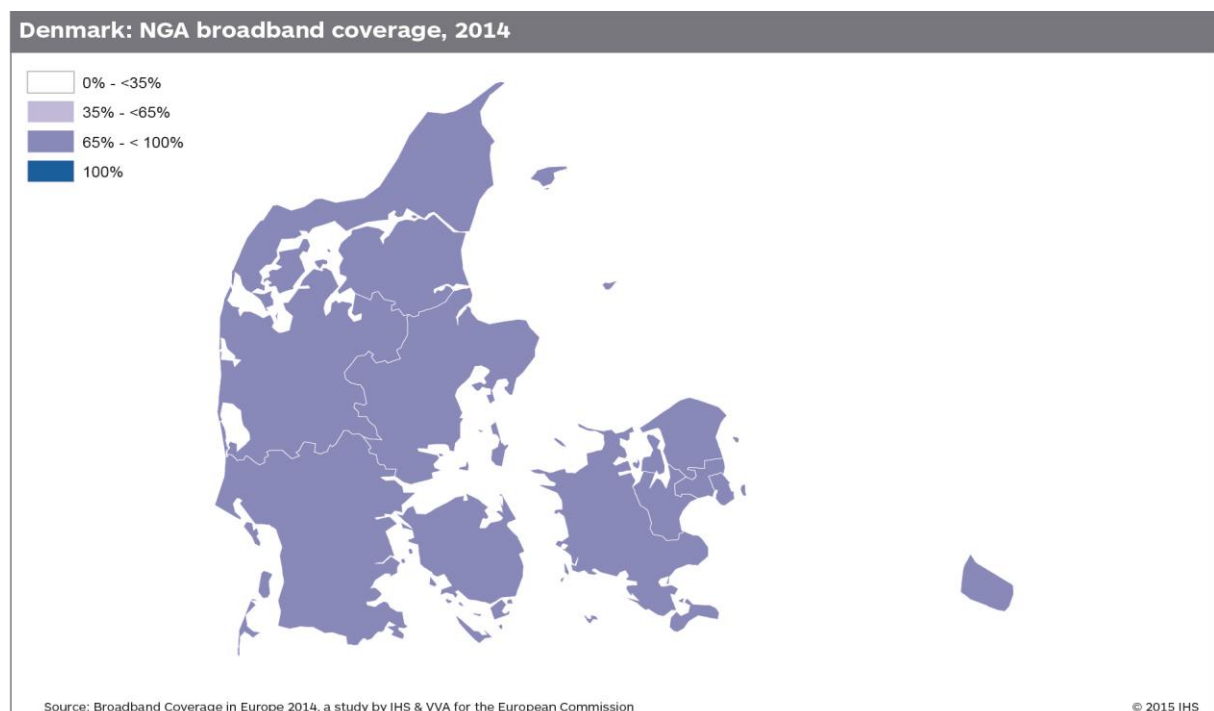 Denmark: NGA broadband coverage, 2014
0% - <35%
35% - <65%
65% - < 100%
100%
Source: Broadband Coverage in Europe 2014, a study by IHS & VVA for the European Commission
© 2015 IHS